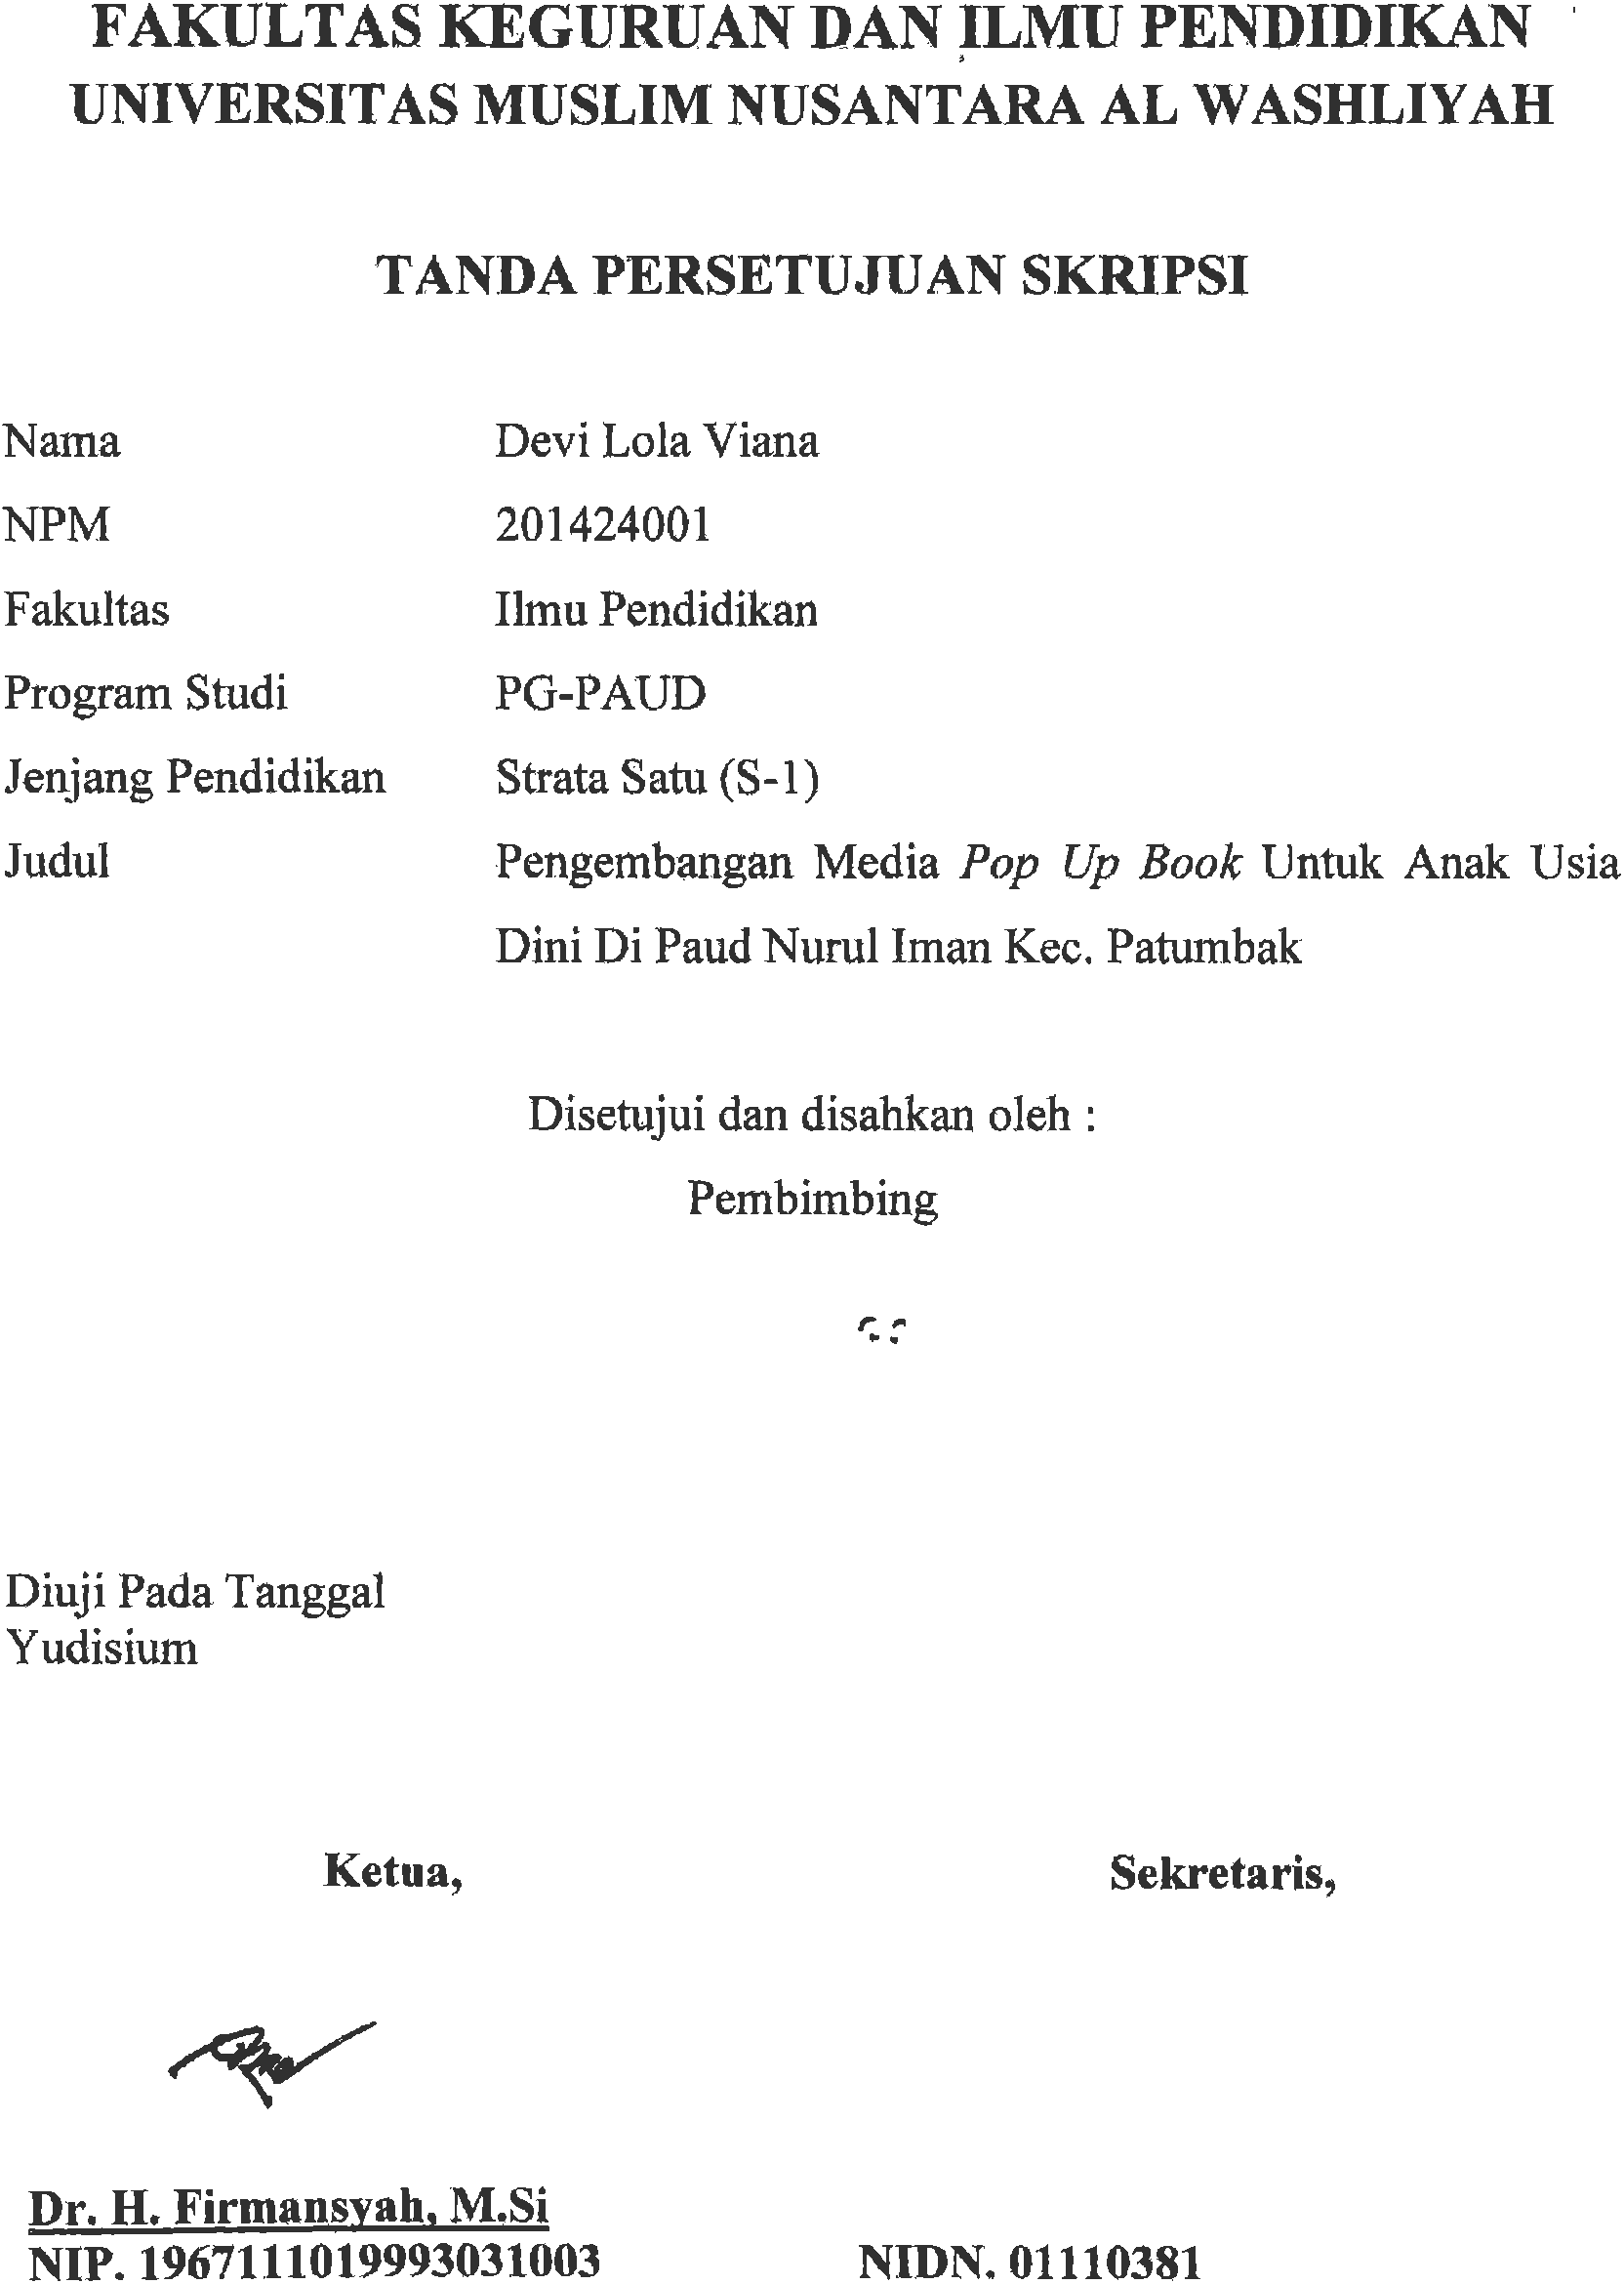 FAKULTAS KEGURUAN DAN ILMU PENDIDIKAN
UNIVERSITAS MUSLIM NUSANTARA AL WASHLIYAH
TANDA PERSETUJUAN SKRIPSI
Nama Devi Lola Viana
NPM 201424001
Fakultas Ilmu Pendidikan
Program Studi PG-PAUD
Jenjang Pendidikan Strata Satu (S-1)
Judul Pengembangan Media Pop Up Book Untuk Anak Usia
Dini Di Paud Nurul Iman Kec. Patumbak
Disetujui dan disahkan oleh :
Pembimbing
Diuji Pada Tanggal
Yudisium
Ketua, Sekretaris,
Dr. H. Firmansyah, M.Si
NIP. 1967111019993031003 NIDN. 01110381